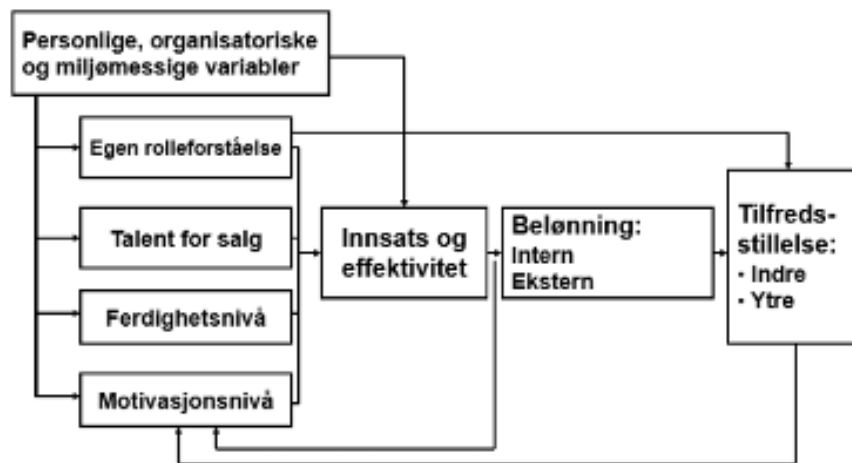 Personlige, organisatoriske
og miljømessige variabler
Egen rolleforståelse
Talent for salg
Ferdighetsnivå
Motivasjonsnivå
Innsats og
effektivitet
Belønning:
Intern
Ekstern
Tilfreds-
stillelse:
- Indre
- Ytre